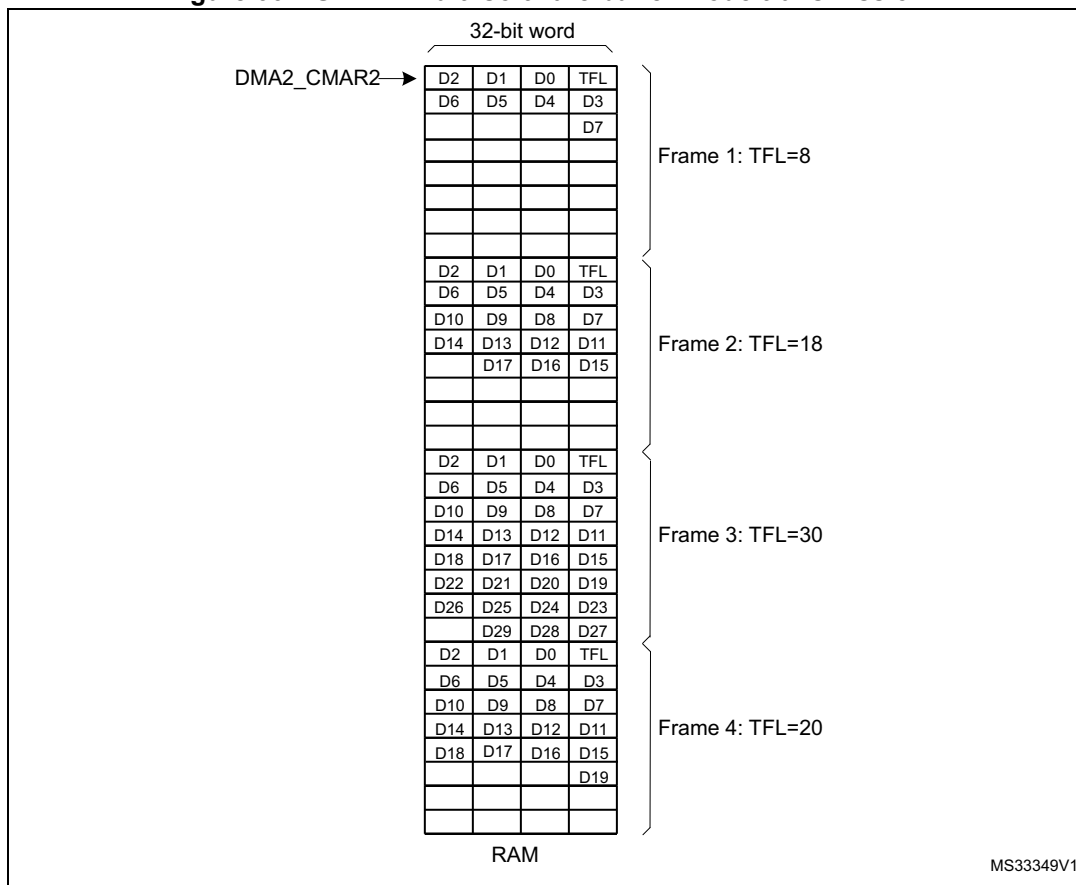 32-bit word
DMA2_CMAR2
D2 D1 D0 TFL
D6 D5 D4 D3
D7
Frame 1: TFL=8
D2 D1 D0 TFL
D6 D5 D4 D3
D10 D9 D8 D7
D14 D13 D12 D11
Frame 2: TFL=18
D17 D16 D15
D2 D1 D0 TFL
D6 D5 D4 D3
D10 D9 D8 D7
D14 D13 D12 D11
Frame 3: TFL=30
D18 D17 D16 D15
D22 D21 D20 D19
D26 D25 D24 D23
D29 D28 D27
D2 D1 D0 TFL
D6 D5 D4 D3
D10 D9 D8 D7
D14 D13 D12 D11
Frame 4: TFL=20
D18 D17 D16 D15
D19
RAM
MS33349V1